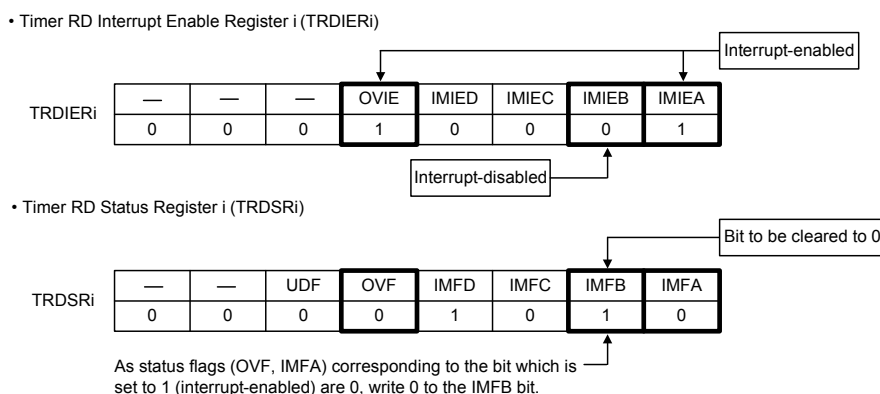 • Timer RD Interrupt Enable Register i (TRDIERi)
Interrupt-enabled
TRDIERi
— — — OVIE IMIED IMIEC IMIEB IMIEA
0 0 0 1 0 0 0 1
Interrupt-disabled
• Timer RD Status Register i (TRDSRi)
Bit to be cleared to 0
TRDSRi
— — UDF OVF IMFD IMFC IMFB IMFA
0 0 0 0 1 0 1 0
As status flags (OVF, IMFA) corresponding to the bit which is
set to 1 (interrupt-enabled) are 0, write 0 to the IMFB bit.